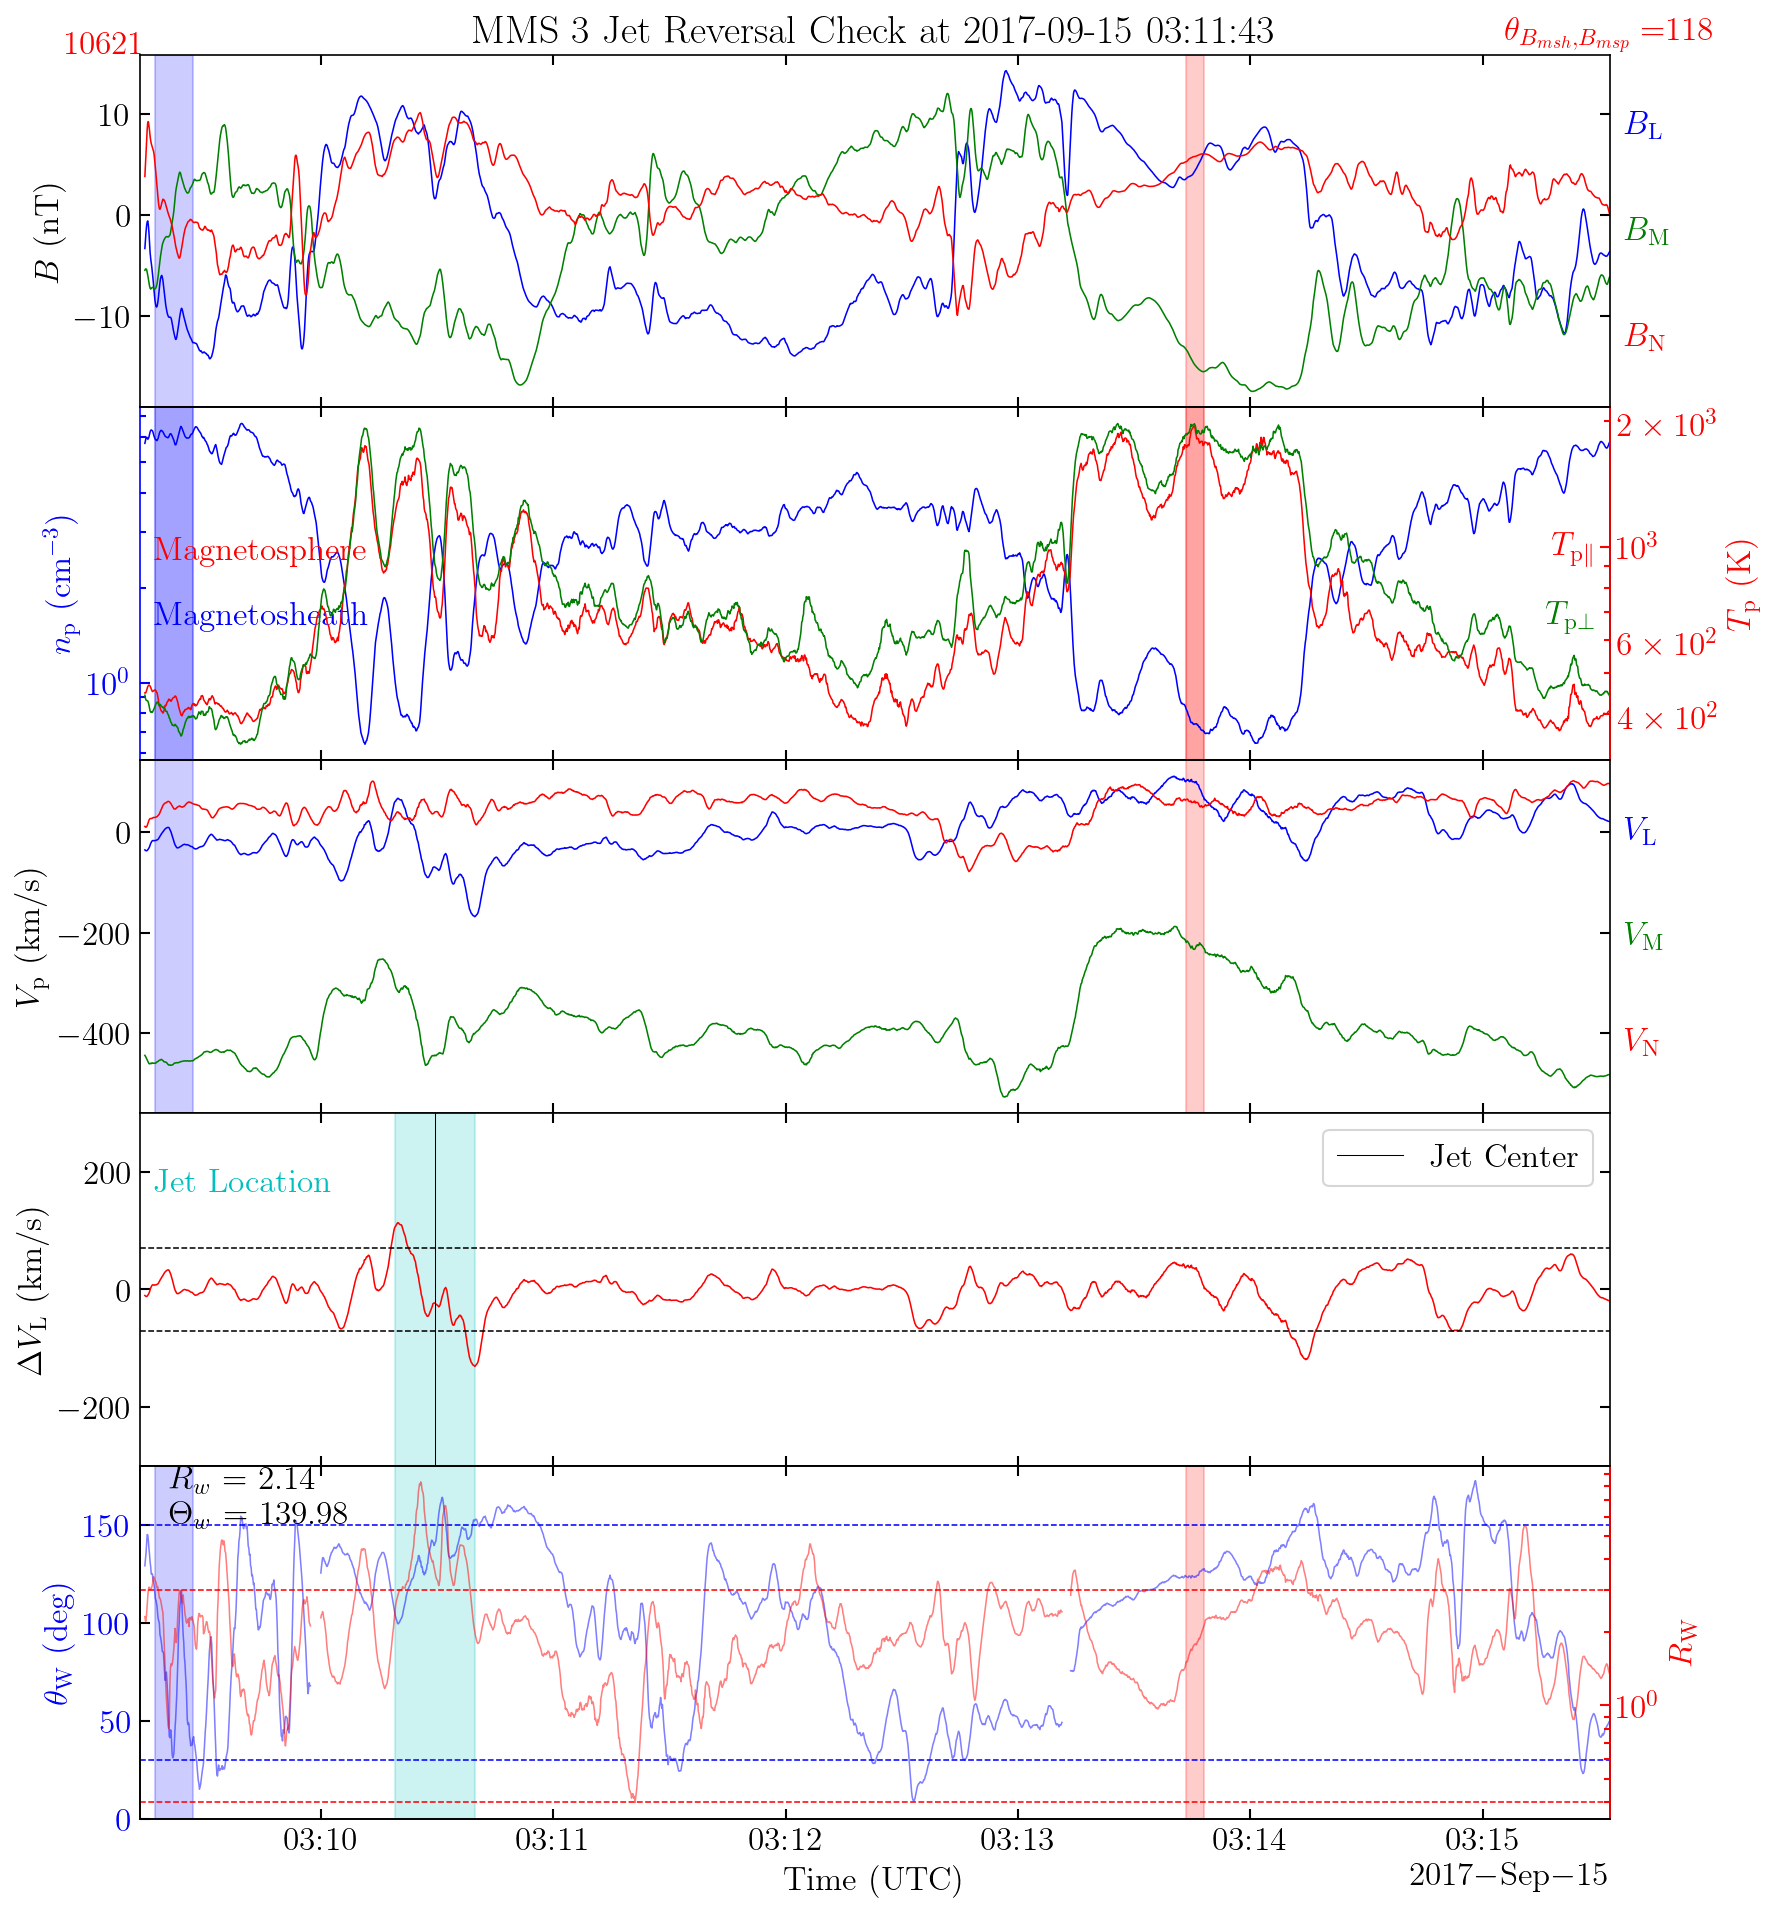 MMS 3 Jet Reversal Check at 2017-09-15 03:11:43
10621
θ_{B_{msh},B_{msp}} =118
10
0
−10
B (nT)
B_L
B_M
B_N
10^0
n_p (cm^{−3})
Magnetosphere
Magnetosheath
T_{p∥}
T_{p⊥}
2 × 10^3
10^3
6 × 10^2
4 × 10^2
T_p (K)
0
−200
−400
V_p (km/s)
V_L
V_M
V_N
200
0
−200
ΔV_L (km/s)
Jet Location
Jet Center
R_w = 2.14
Θ_w = 139.98
150
100
50
0
θ_W (deg)
10^0
R_W
03:10 03:11 03:12 03:13 03:14 03:15
Time (UTC)
2017−Sep−15